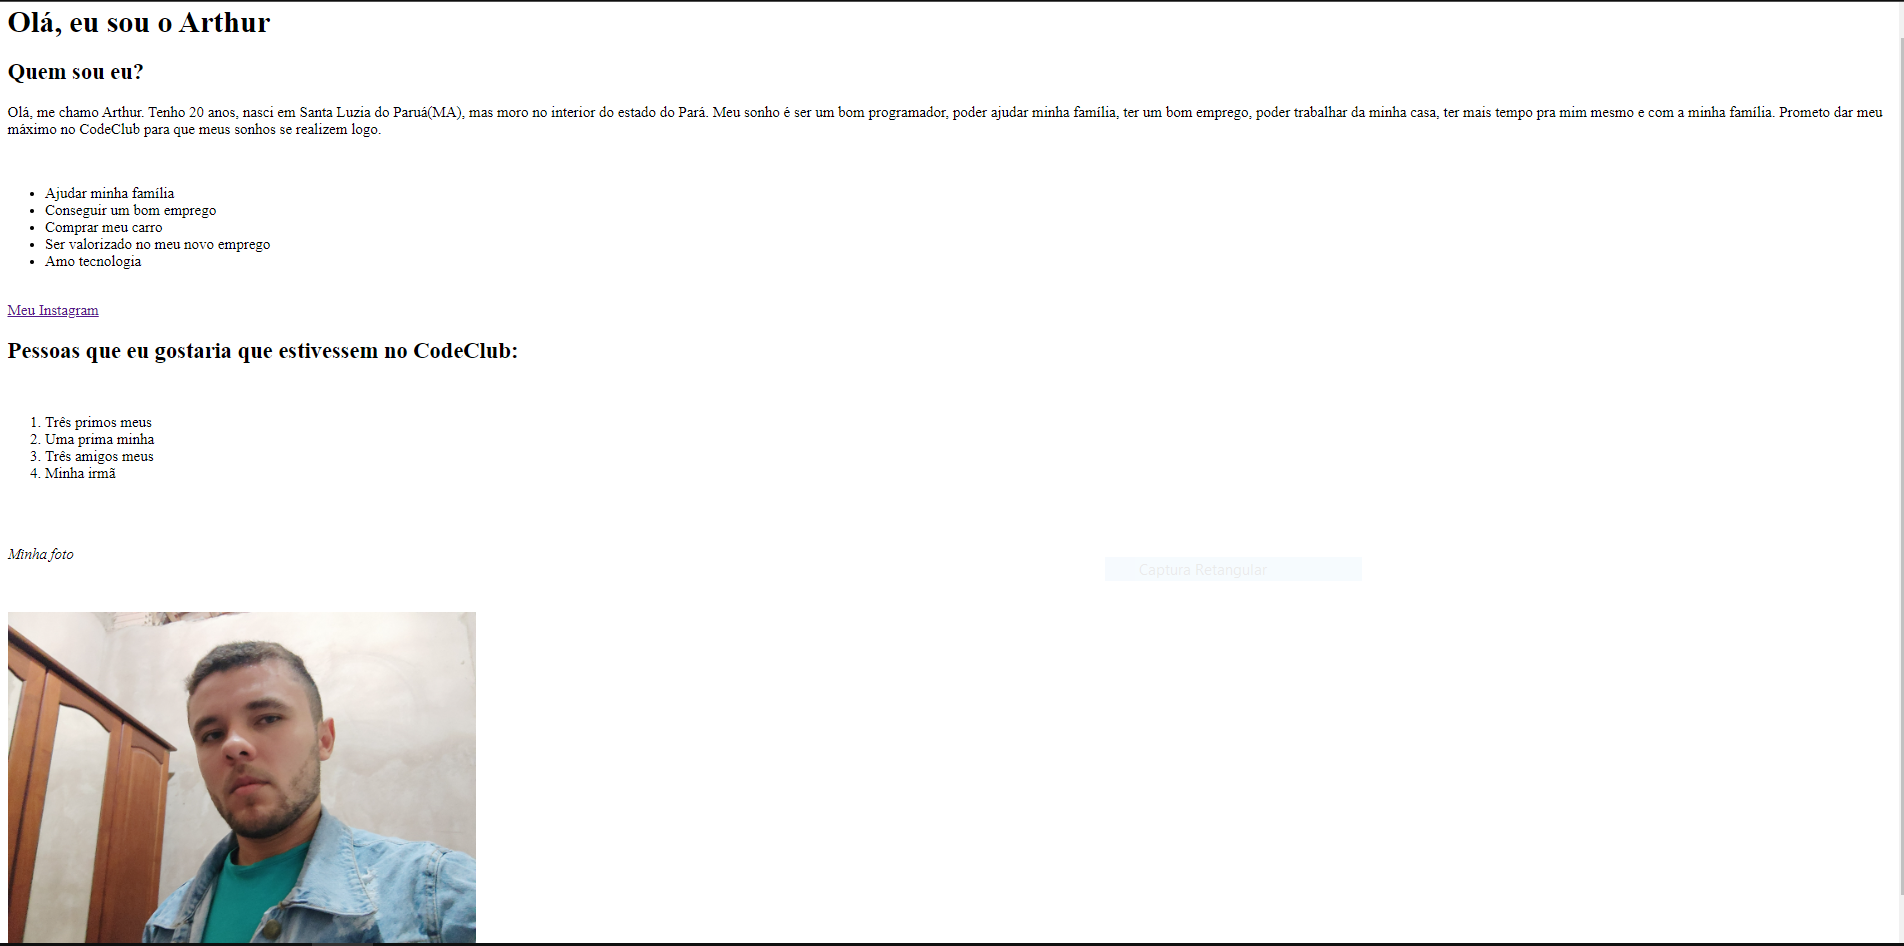 Olá, eu sou o Arthur
Quem sou eu?
Olá, me chamo Arthur. Tenho 20 anos, nasci em Santa Luzia do Paruá(MA), mas moro no interior do estado do Pará. Meu sonho é ser um bom programador, poder ajudar minha família, ter um bom emprego, poder trabalhar da minha casa, ter mais tempo pra mim mesmo e com a minha família. Prometo dar meu
máximo no CodeClub para que meus sonhos se realizem logo.
• Ajudar minha família
• Conseguir um bom emprego
• Comprar meu carro
• Ser valorizado no meu novo emprego
• Amo tecnologia
Meu Instagram
Pessoas que eu gostaria que estivessem no CodeClub:
1. Três primos meus
2. Uma prima minha
3. Três amigos meus
4. Minha irmã
Minha foto
Captura Retangular